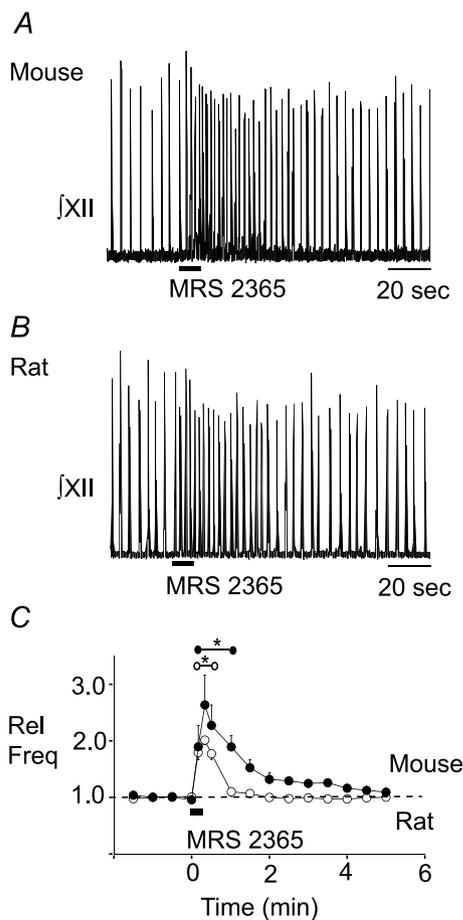 A
Mouse
∫XII
MRS 2365
20 sec
B
Rat
∫XII
MRS 2365
20 sec
C
*
*
3.0
Rel
Freq
2.0
1.0
Mouse
Rat
MRS 2365
0 2 4 6
Time (min)